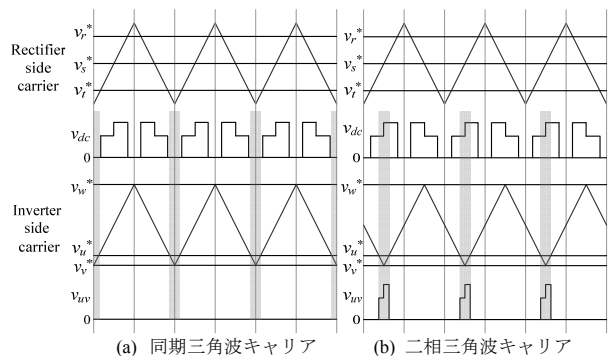 Rectifier
side
carrier
v_r*
v_s*
v_t*
v_dc
0
v_w*
Inverter
side
carrier
v_u*
v_v*
v_uv
0
(a) 同期三角波キャリア
v_r*
v_s*
v_t*
v_dc
0
v_w*
v_u*
v_v*
v_uv
0
(b) 二相三角波キャリア